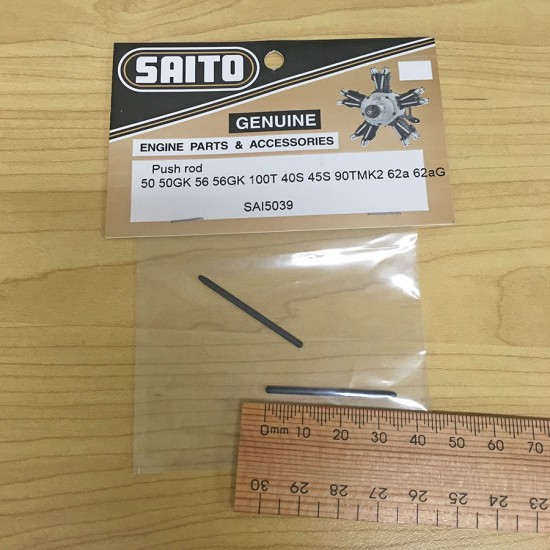 SAITO
GENUINE
ENGINE PARTS & ACCESSORIES
Push rod
50 50GK 56 56GK 100T 40S 45S 90TMK2 62a 62aG
SAI5039
0mm 10 20 30 40 50 60 70
30 29 28 27 26 25 24 23